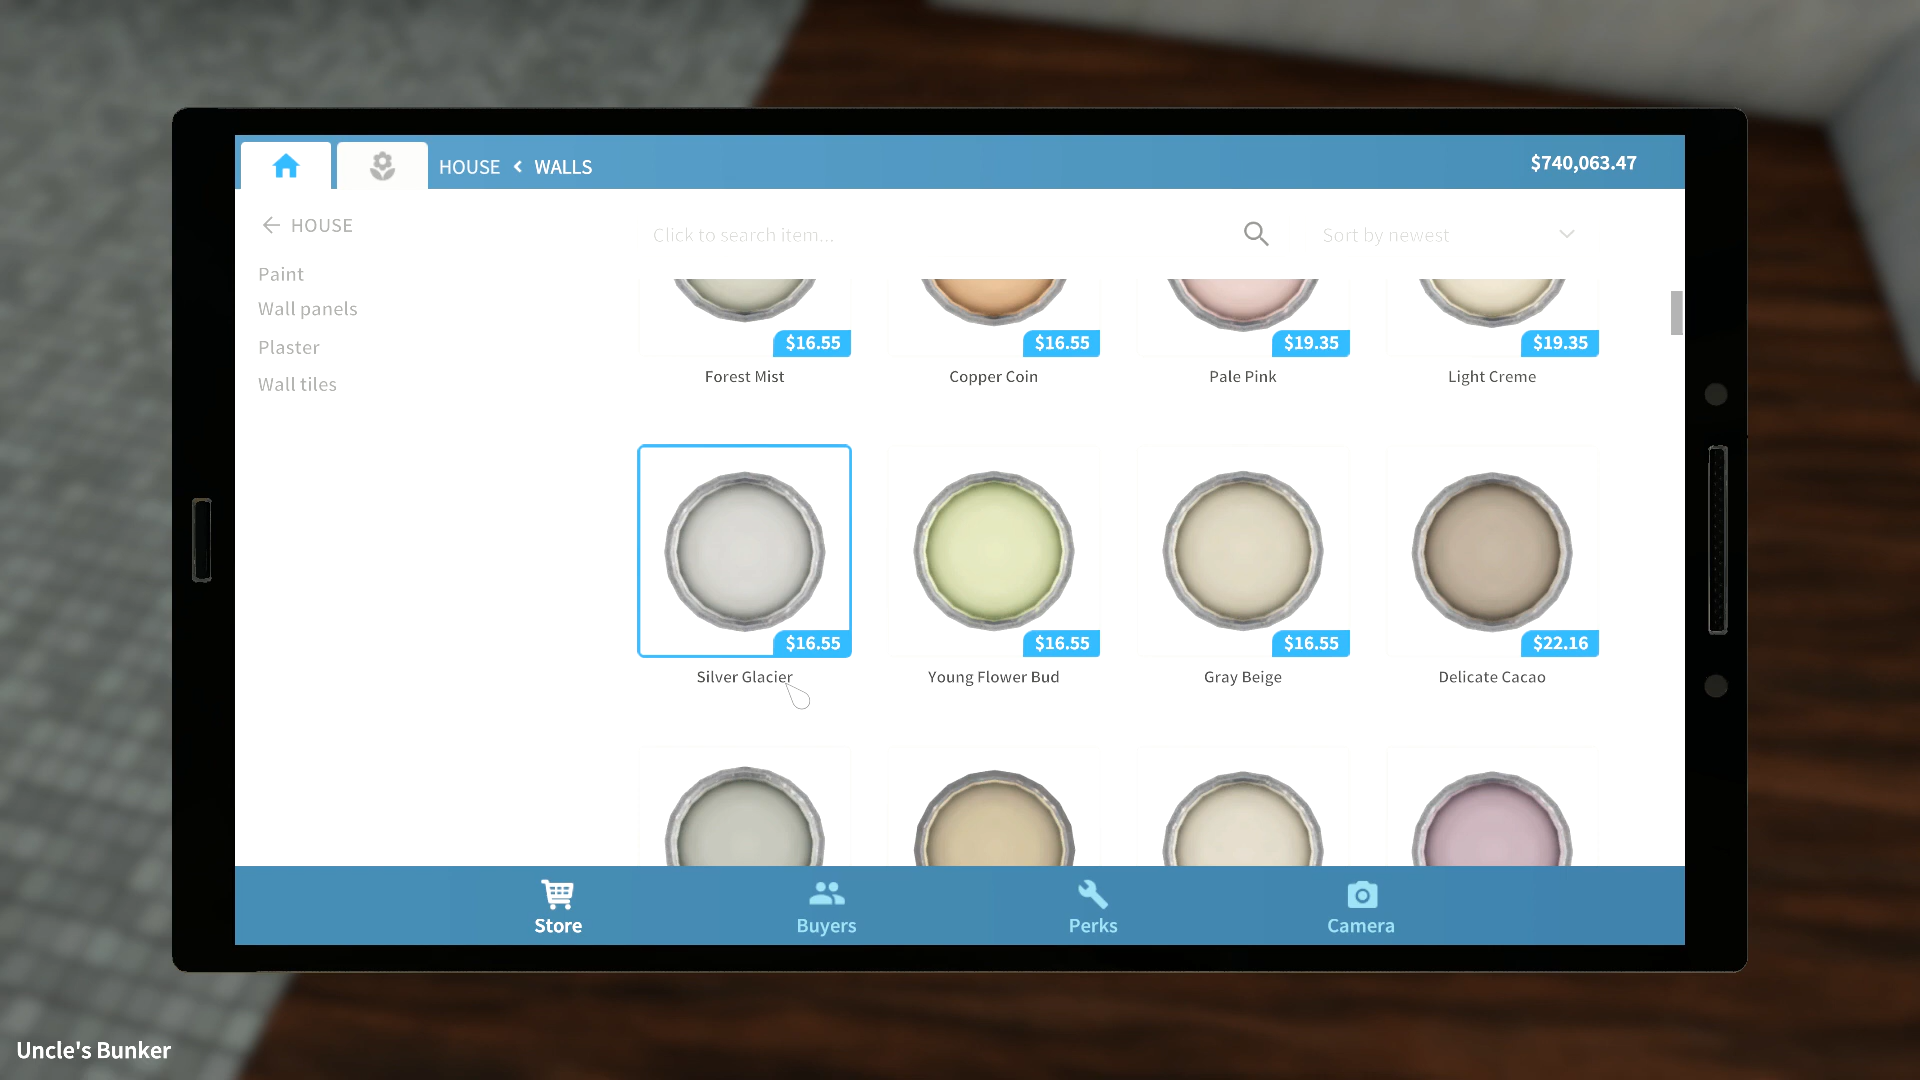 HOUSE < WALLS
$740,063.47
← HOUSE
Click to search item...
Sort by newest
Paint
Wall panels
Plaster
Wall tiles
$16.55
$16.55
$19.35
$19.35
Forest Mist
Copper Coin
Pale Pink
Light Creme
$16.55
$16.55
$16.55
$22.16
Silver Glacier
Young Flower Bud
Gray Beige
Delicate Cacao
Store
Buyers
Perks
Camera
Uncle's Bunker